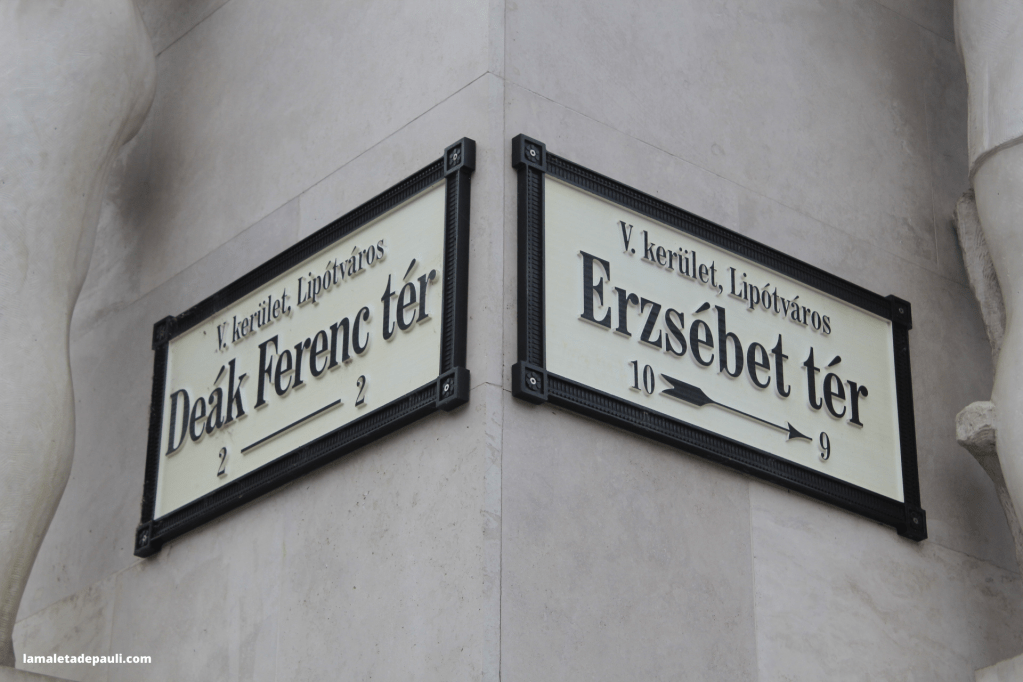 V. kerület, Lipótváros
Deák Ferenc tér
2 2
V. kerület, Lipótváros
Erzsébet tér
10 9
lamaletadepauli.com